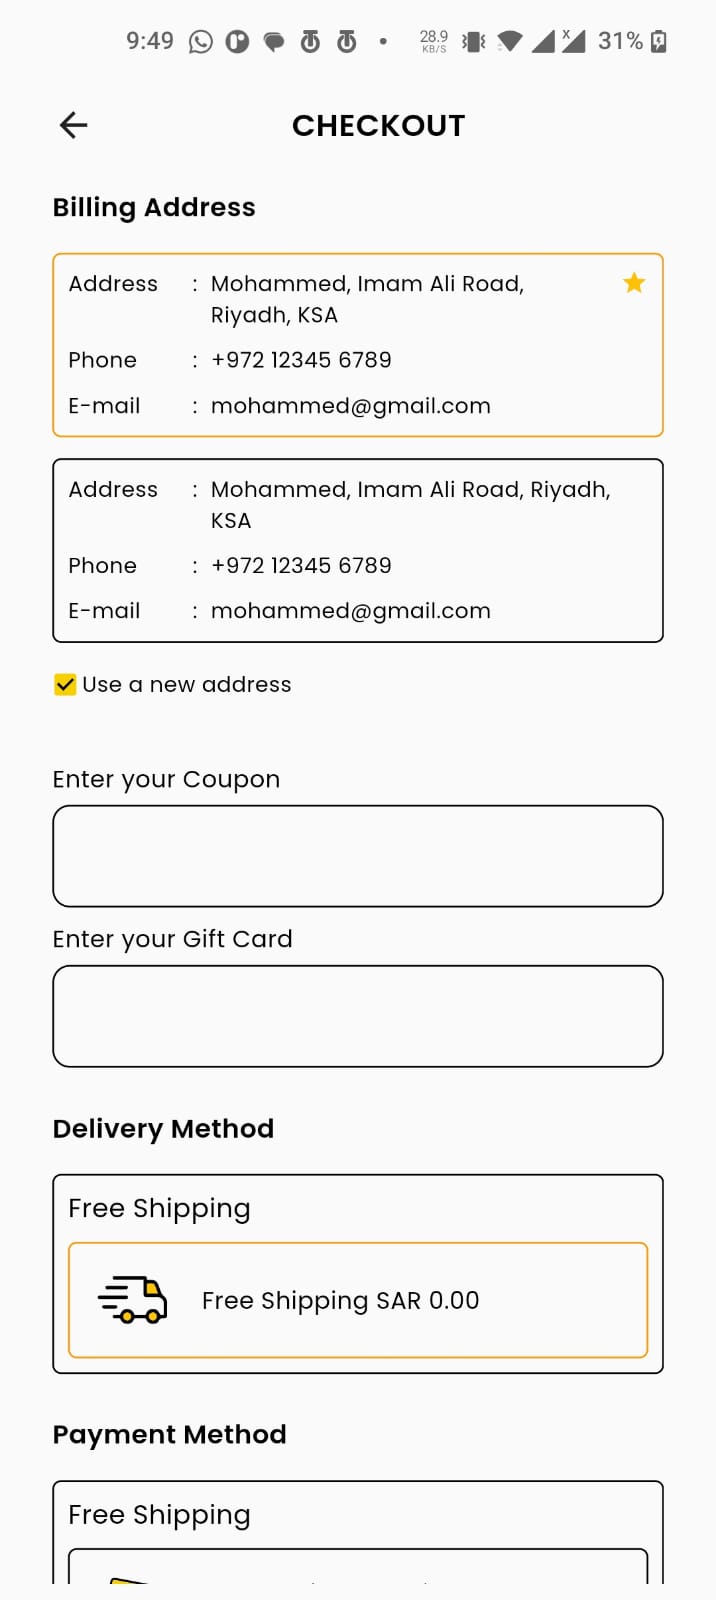 9:49 28.9 KB/S x 31%
CHECKOUT
Billing Address
Address : Mohammed, Imam Ali Road,
Riyadh, KSA
Phone : +972 12345 6789
E-mail : mohammed@gmail.com
Address : Mohammed, Imam Ali Road, Riyadh,
KSA
Phone : +972 12345 6789
E-mail : mohammed@gmail.com
Use a new address
Enter your Coupon
Enter your Gift Card
Delivery Method
Free Shipping
Free Shipping SAR 0.00
Payment Method
Free Shipping